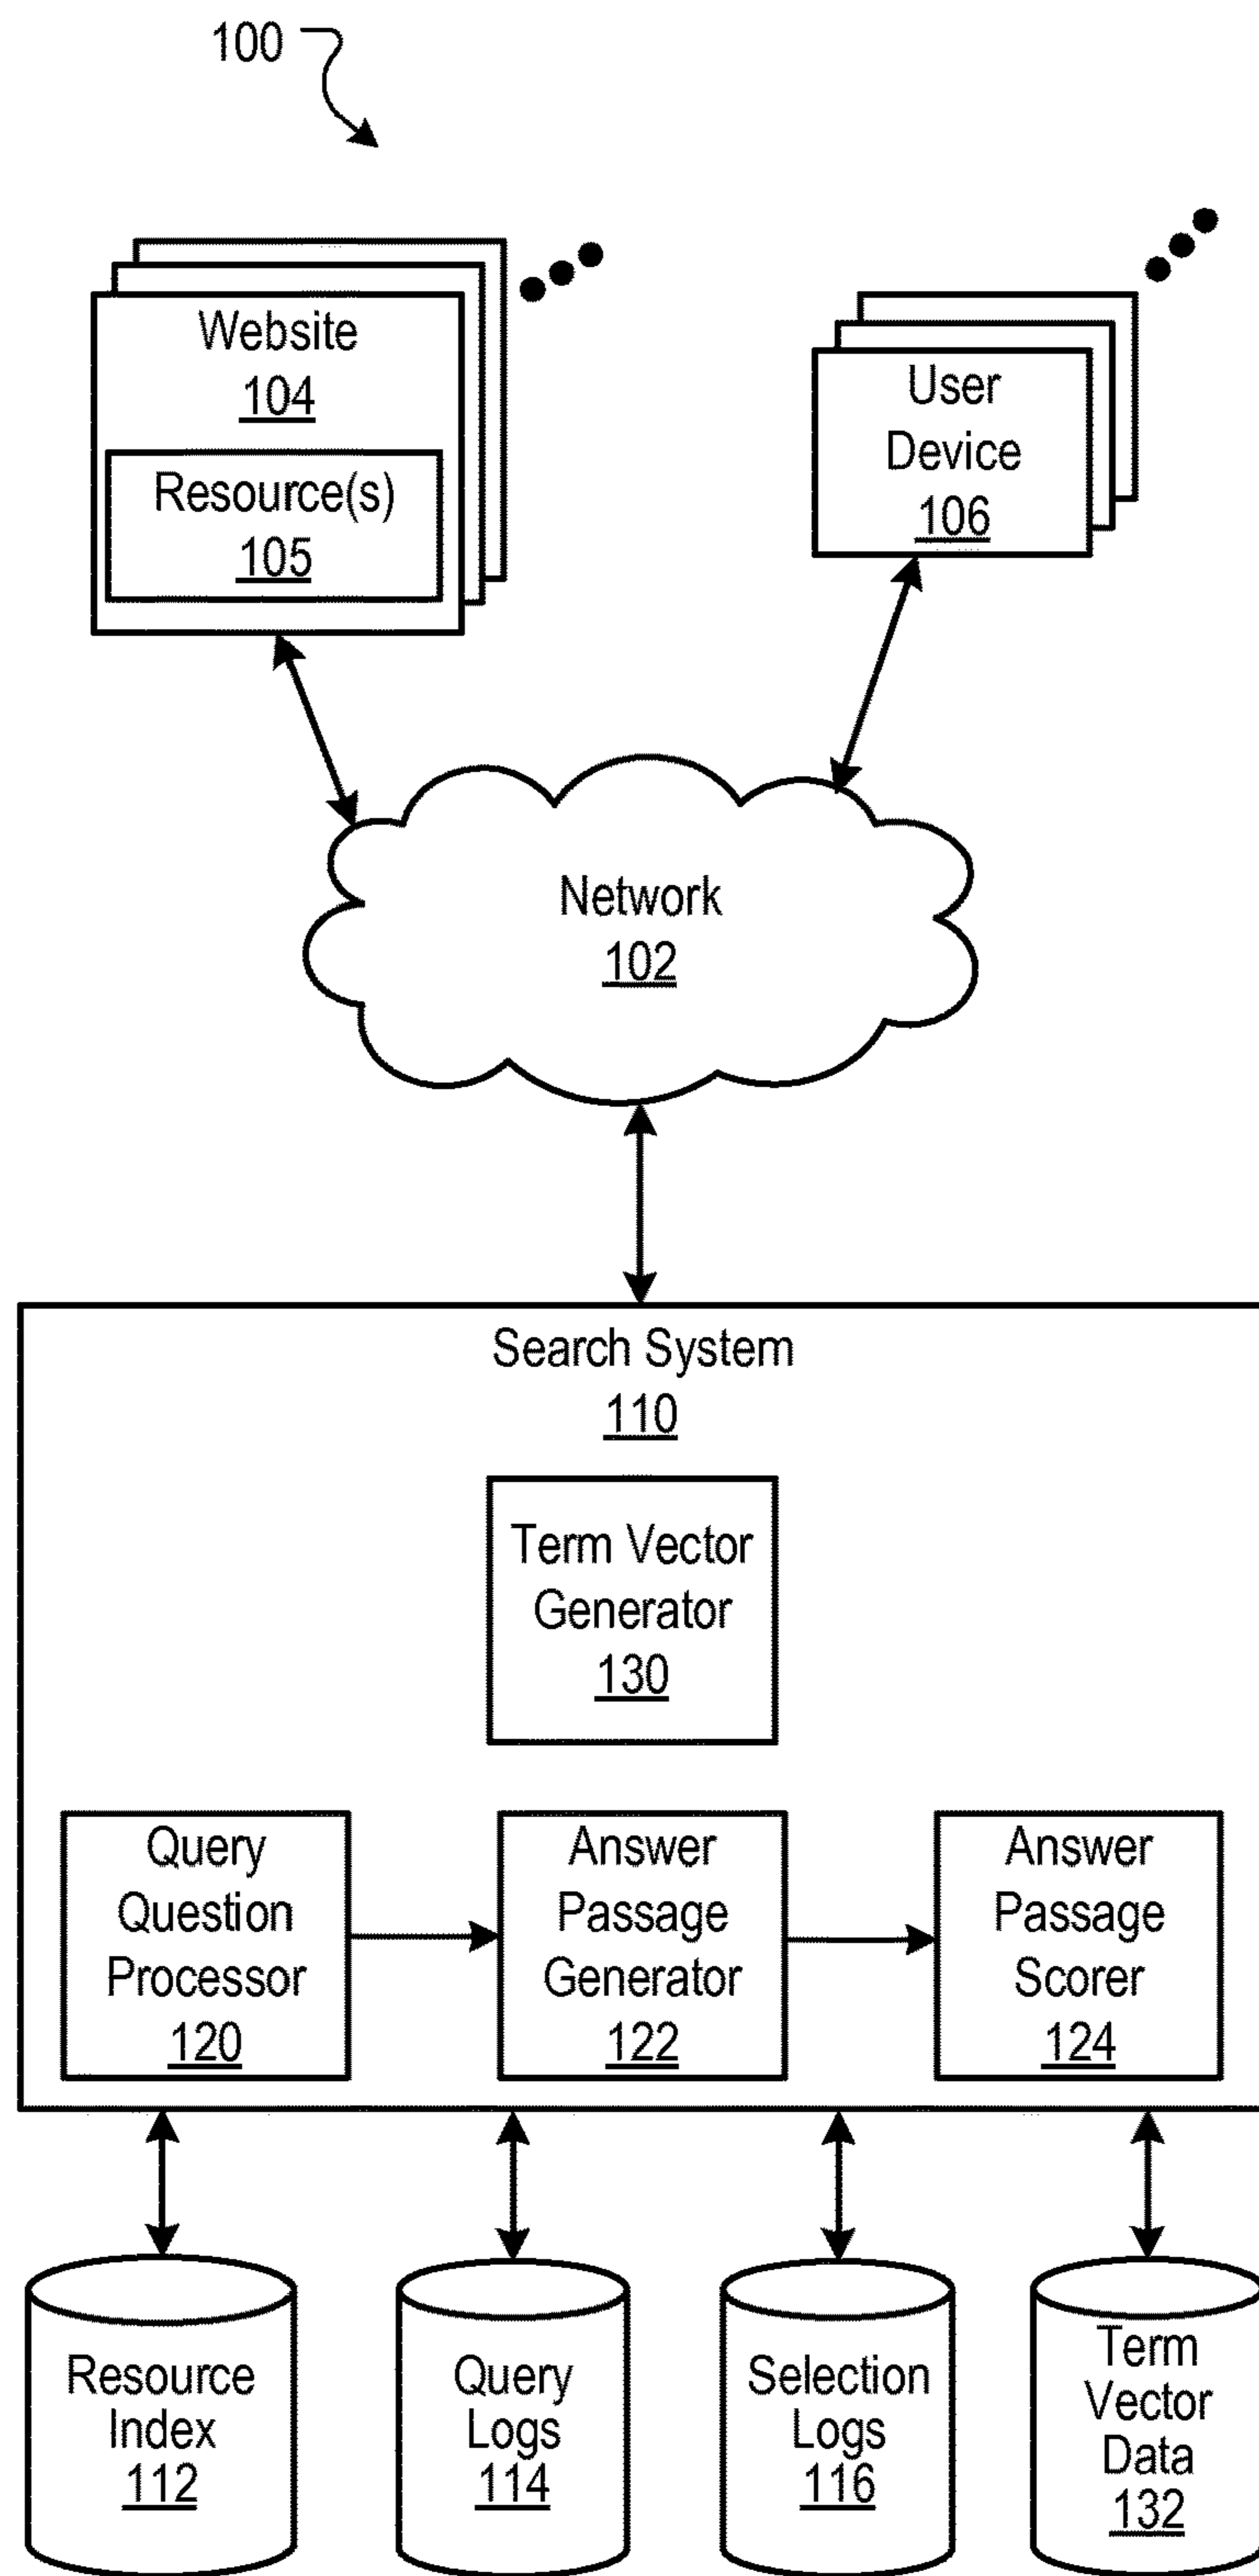 100
Website
104
Resource(s)
105
User
Device
106
Network
102
Search System
110
Term Vector
Generator
130
Query
Question
Processor
120
Answer
Passage
Generator
122
Answer
Passage
Scorer
124
Resource
Index
112
Query
Logs
114
Selection
Logs
116
Term
Vector
Data
132